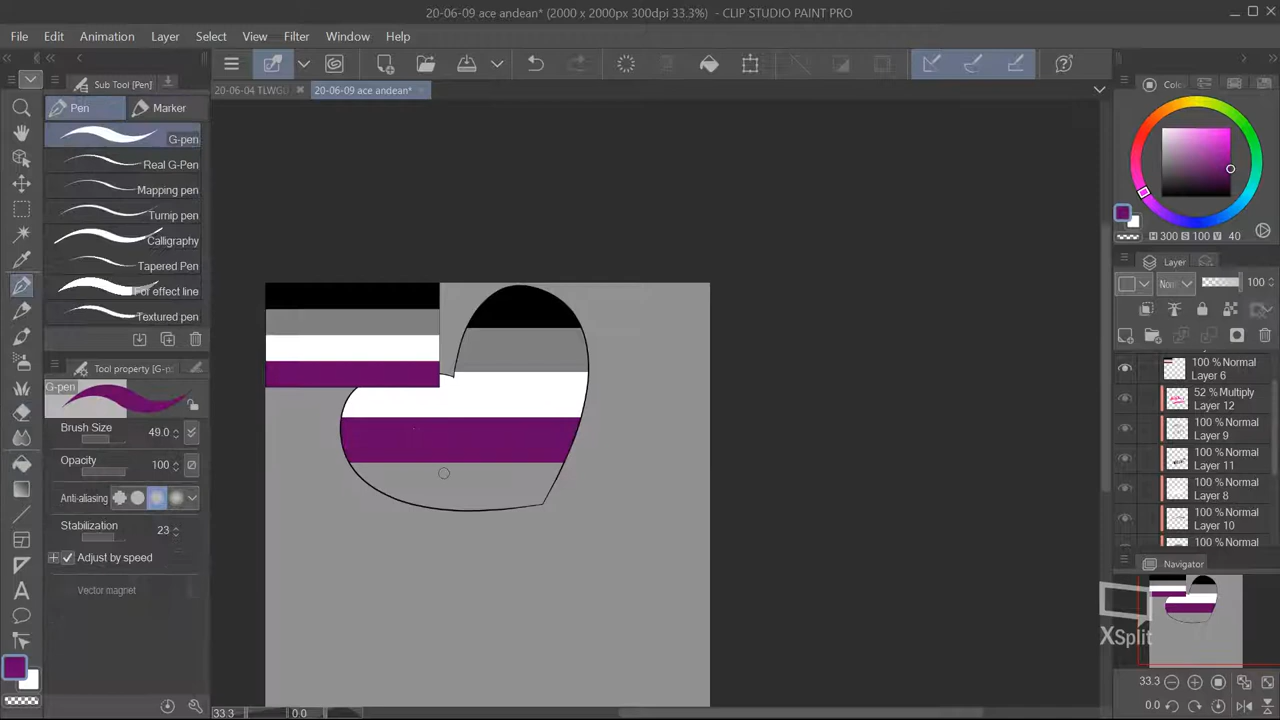 20-06-09 ace andean* (2000 x 2000px 300dpi 33.3%) - CLIP STUDIO PAINT PRO
File Edit Animation Layer Select View Filter Window Help
Sub Tool [Pen]
20-06-04 TLWG 20-06-09 ace andean*
Pen Marker
G-pen
Real G-Pen
Mapping pen
Turnip pen
Calligraphy
Tapered Pen
For effect line
Textured pen
Tool property [G-p
G-pen
Brush Size 49.0
Opacity 100
Anti-aliasing
Stabilization 23
Adjust by speed
Vector magnet
33.3 0.0
Colc
H 300 S 100 V 40
Layer
Norr 100
100 % Normal
Layer 6
52 % Multiply
Layer 12
100 % Normal
Layer 9
100 % Normal
Layer 11
100 % Normal
Layer 8
100 % Normal
Layer 10
100 % Normal
Navigator
XSplit
33.3
0.0